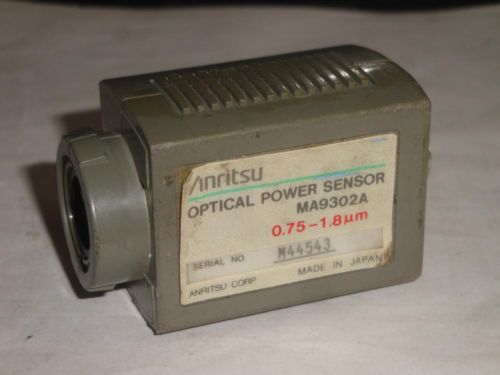 Anritsu
OPTICAL POWER SENSOR
MA9302A
0.75-1.8μm
SERIAL NO. M44543
ANRITSU CORP. MADE IN JAPAN